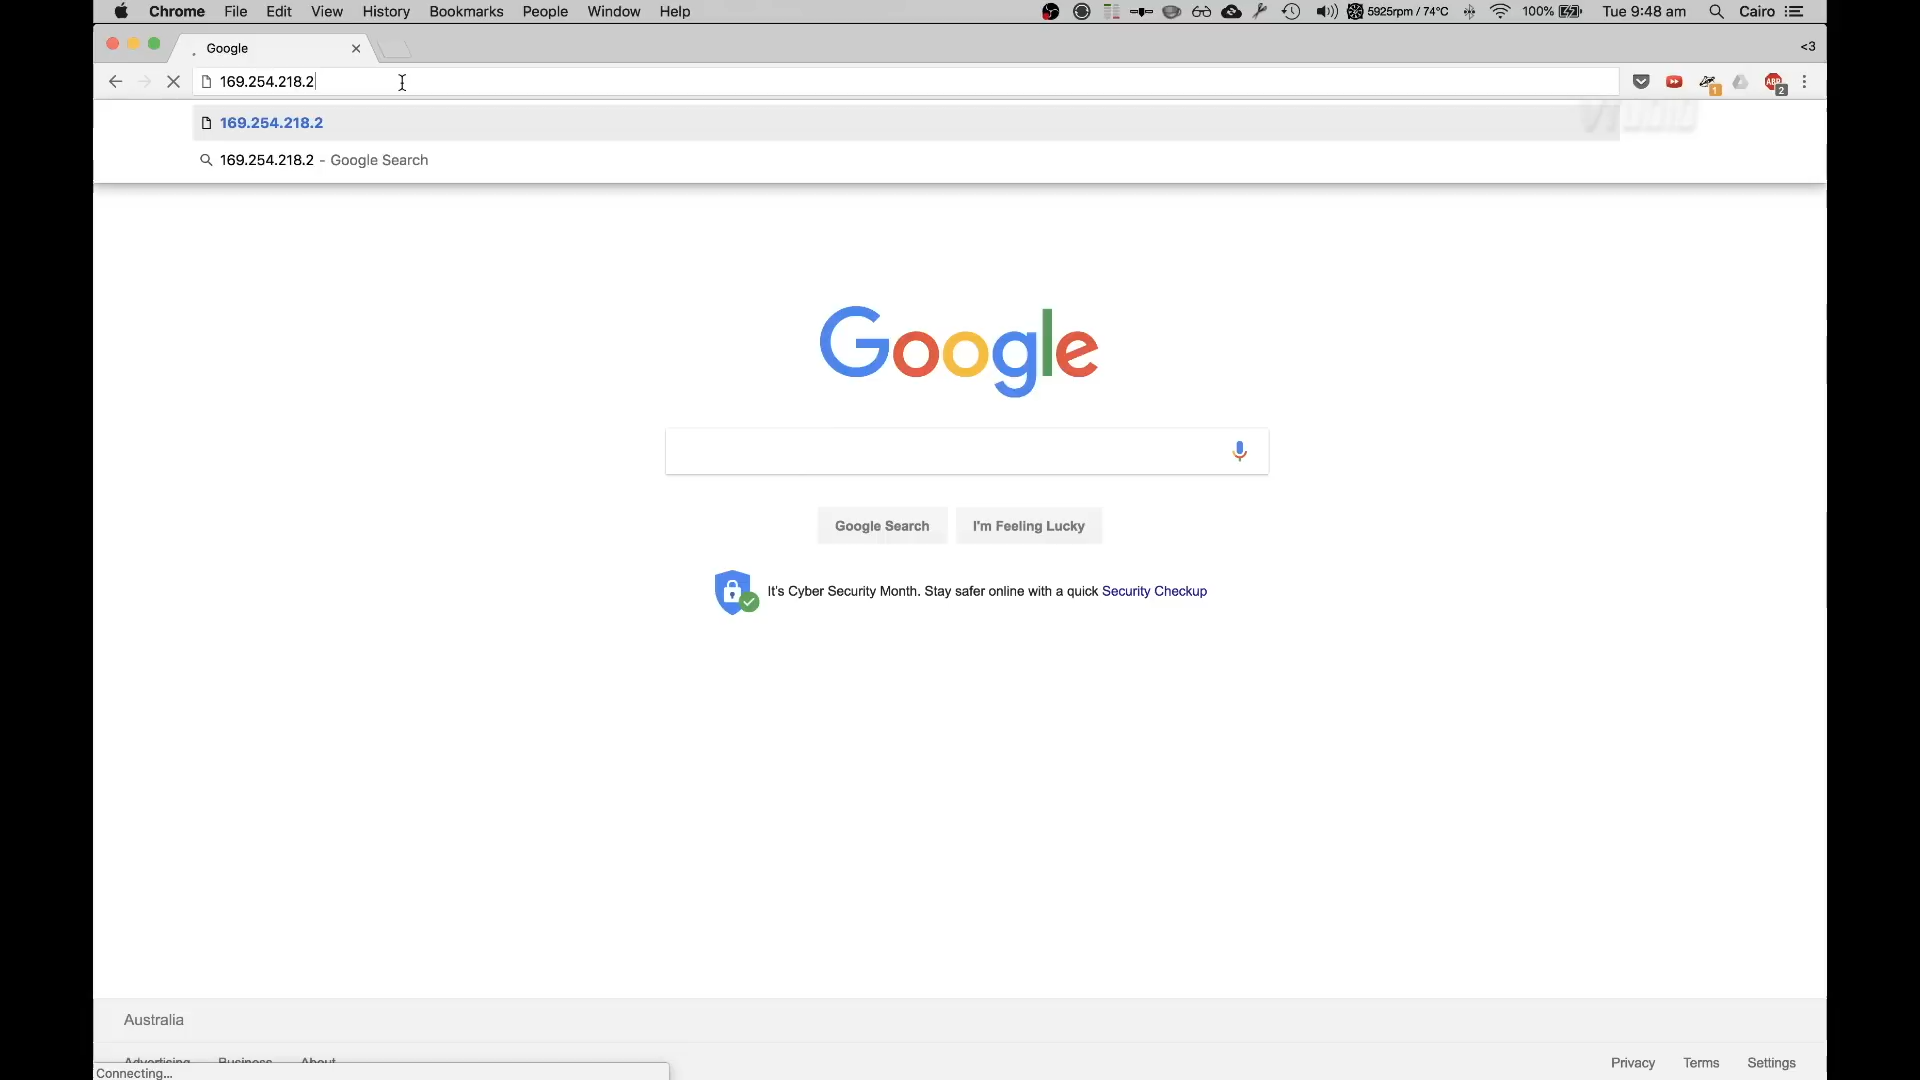 Chrome File Edit View History Bookmarks People Window Help 5925rpm / 74°C 100% Tue 9:48 am Cairo
Google <3
169.254.218.2 1 ABP 2
169.254.218.2
169.254.218.2 - Google Search
Google
Google Search I'm Feeling Lucky
It's Cyber Security Month. Stay safer online with a quick Security Checkup
Australia
Advertising Business About Privacy Terms Settings
Connecting...